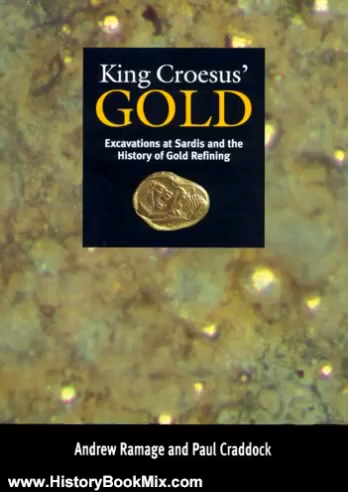 King Croesus'
GOLD
Excavations at Sardis and the
History of Gold Refining
Andrew Ramage and Paul Craddock
www.HistoryBookMix.com